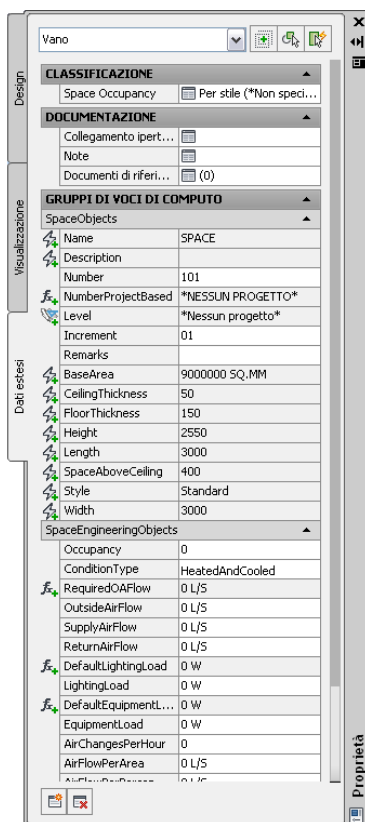 Vano
CLASSIFICAZIONE
Space Occupancy Per stile (*Non speci...
DOCUMENTAZIONE
Collegamento ipert...
Note
Documenti di riferi... (0)
GRUPPI DI VOCI DI COMPUTO
SpaceObjects
Name SPACE
Description
Number 101
NumberProjectBased *NESSUN PROGETTO*
Level *Nessun progetto*
Increment 01
Remarks
BaseArea 9000000 SQ.MM
CeilingThickness 50
FloorThickness 150
Height 2550
Length 3000
SpaceAboveCeiling 400
Style Standard
Width 3000
SpaceEngineeringObjects
Occupancy 0
ConditionType HeatedAndCooled
RequiredOAFlow 0 L/S
OutsideAirFlow 0 L/S
SupplyAirFlow 0 L/S
ReturnAirFlow 0 L/S
DefaultLightingLoad 0 W
LightingLoad 0 W
DefaultEquipmentL... 0 W
EquipmentLoad 0 W
AirChangesPerHour 0
AirFlowPerArea 0 L/S
Design
Visualizzazione
Dati estesi
Proprietà